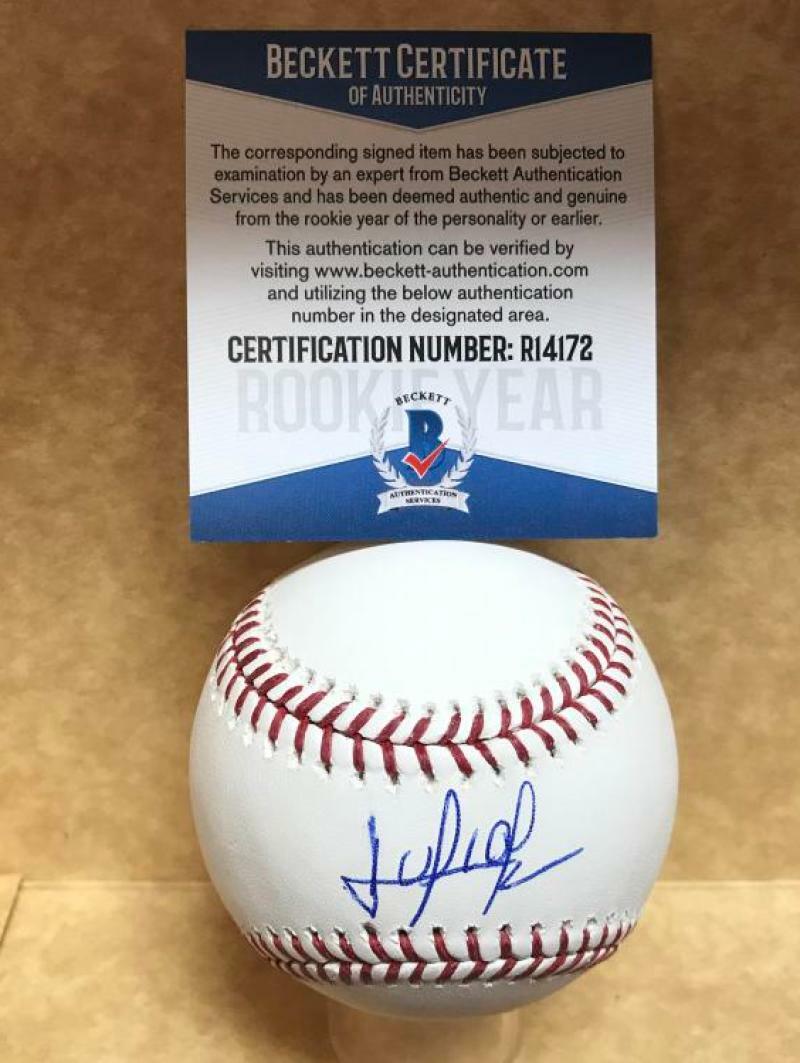 BECKETT CERTIFICATE
OF AUTHENTICITY
The corresponding signed item has been subjected to
examination by an expert from Beckett Authentication
Services and has been deemed authentic and genuine
from the rookie year of the personality or earlier.
This authentication can be verified by
visiting www.beckett-authentication.com
and utilizing the below authentication
number in the designated area.
CERTIFICATION NUMBER: R14172
ROOKIE YEAR
BECKETT
B
AUTHENTICATION
SERVICES